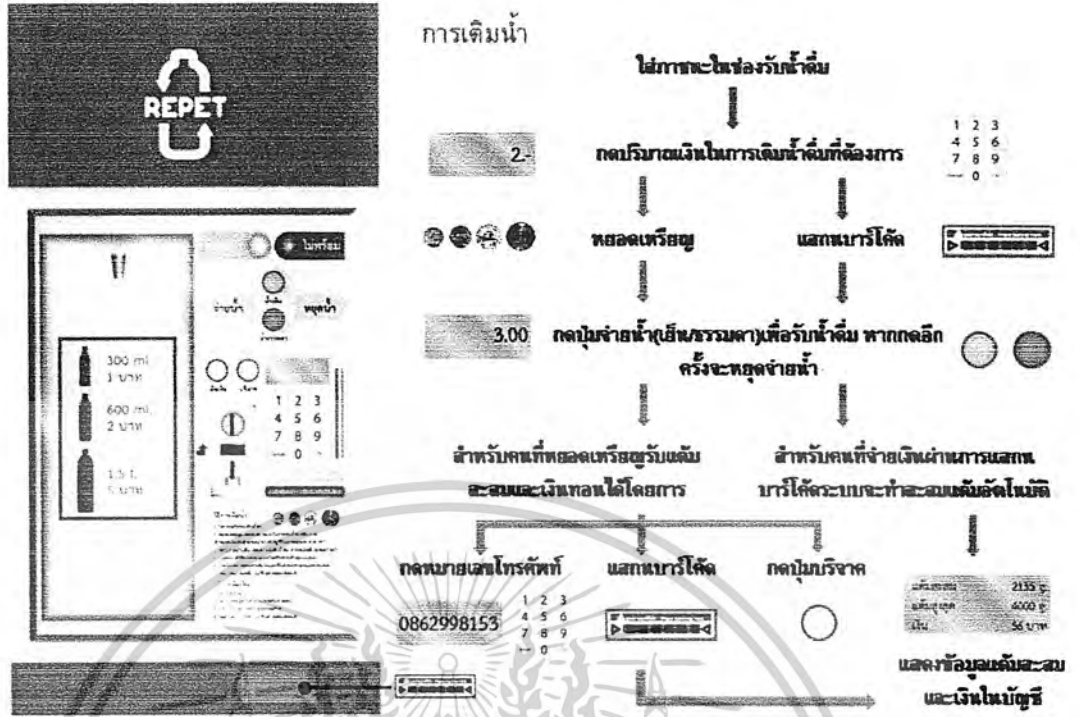 การเติมน้ำ
REPET
ใส่ภาชนะในช่องรับน้ำดื่ม
2.-
กดปริมาณเงินในการเติมน้ำดื่มที่ต้องการ
1 2 3
4 5 6
7 8 9
0
หยอดเหรียญ
แสกนบาร์โค้ด
3.00
กดปุ่มจ่ายน้ำ(เย็น/ธรรมดา)เพื่อรับน้ำดื่ม หากกดอีก
ครั้งจะหยุดจ่ายน้ำ
ไม่พร้อม
จ่ายน้ำ
หยุดน้ำ
300 ml
1 บาท
600 ml
2 บาท
1.5 L
5 บาท
1 2 3
4 5 6
7 8 9
0
สำหรับคนที่หยอดเหรียญรับแต้ม
สะสมและเงินทอนได้โดยการ
สำหรับคนที่จ่ายเงินผ่านการแสกน
บาร์โค้ดระบบจะทำสะสมแต้มอัตโนมัติ
กดหมายเลขโทรศัพท์
แสกนบาร์โค้ด
กดปุ่มบริจาค
0862998153
1 2 3
4 5 6
7 8 9
0
แต้มสะสม 2135
แต้มสูงสุด 4000
เงิน 56 บาท
แสดงข้อมูลแต้มสะสม
และเงินในบัญชี